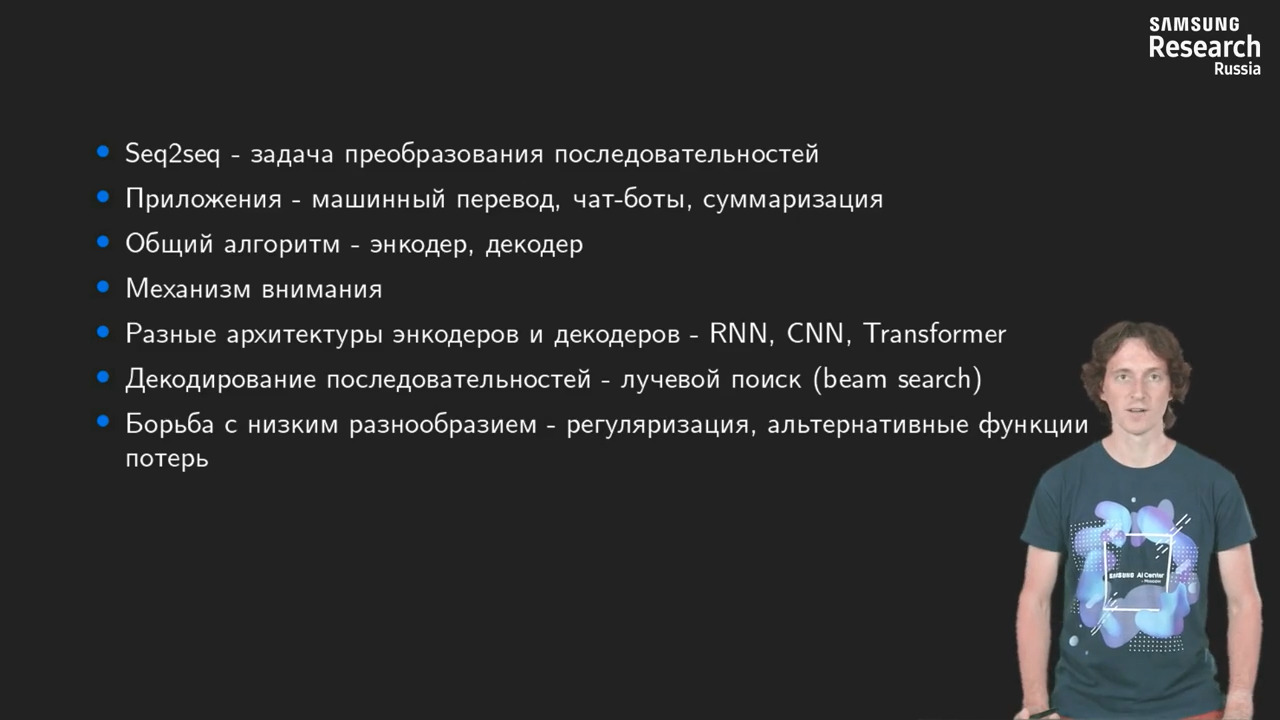 SAMSUNG
Research
Russia
Seq2seq - задача преобразования последовательностей
Приложения - машинный перевод, чат-боты, суммаризация
Общий алгоритм - энкодер, декодер
Механизм внимания
Разные архитектуры энкодеров и декодеров - RNN, CNN, Transformer
Декодирование последовательностей - лучевой поиск (beam search)
Борьба с низким разнообразием - регуляризация, альтернативные функции
потерь
SAMSUNG AI Center
- Moscow